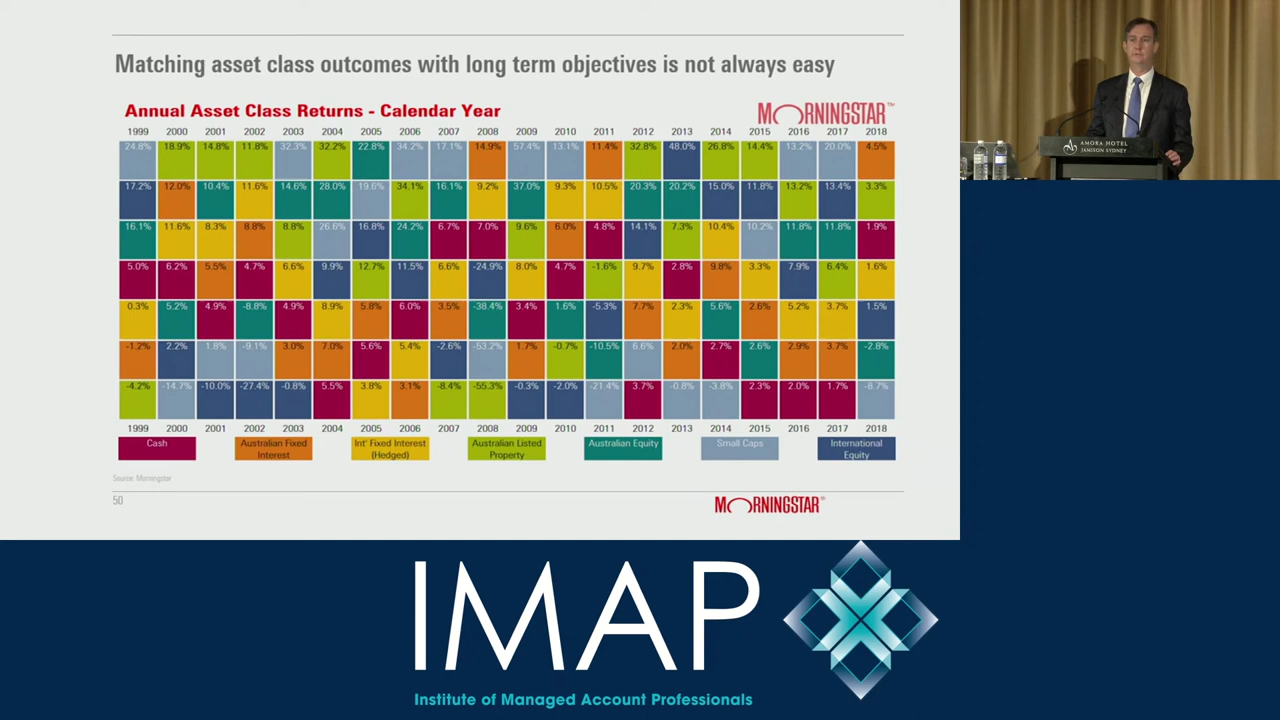 Matching asset class outcomes with long term objectives is not always easy
Annual Asset Class Returns - Calendar Year
MORNINGSTAR™
1999 2000 2001 2002 2003 2004 2005 2006 2007 2008 2009 2010 2011 2012 2013 2014 2015 2016 2017 2018
24.8% 18.9% 14.8% 11.8% 32.3% 32.2% 22.8% 34.2% 17.1% 14.9% 57.4% 13.1% 11.4% 32.8% 48.0% 26.8% 14.4% 13.2% 20.0% 4.5%
17.2% 12.0% 10.4% 11.6% 14.6% 28.0% 19.6% 34.1% 16.1% 9.2% 37.0% 9.3% 10.5% 20.3% 20.2% 15.0% 11.8% 13.2% 13.4% 3.3%
16.1% 11.6% 8.3% 8.8% 8.8% 26.6% 16.8% 24.2% 6.7% 7.0% 9.6% 6.0% 4.8% 14.1% 7.3% 10.4% 10.2% 11.8% 11.8% 1.9%
5.0% 6.2% 5.5% 4.7% 6.6% 9.9% 12.7% 11.5% 6.6% -24.9% 8.0% 4.7% -1.6% 9.7% 2.8% 9.8% 3.3% 7.9% 6.4% 1.6%
0.3% 5.2% 4.9% -8.8% 4.9% 8.9% 5.8% 6.0% 3.5% -38.4% 3.4% 1.6% -5.3% 7.7% 2.3% 5.6% 2.6% 5.2% 3.7% 1.5%
-1.2% 2.2% 1.8% -9.1% 3.0% 7.0% 5.6% 5.4% -2.6% -53.2% 1.7% -0.7% -10.5% 6.6% 2.0% 2.7% 2.6% 2.9% 3.7% -2.8%
-4.2% -14.7% -10.0% -27.4% -0.8% 5.5% 3.8% 3.1% -8.4% -55.3% -0.3% -2.0% -21.4% 3.7% -0.8% -3.8% 2.3% 2.0% 1.7% -8.7%
1999 2000 2001 2002 2003 2004 2005 2006 2007 2008 2009 2010 2011 2012 2013 2014 2015 2016 2017 2018
Cash
Australian Fixed
Interest
Int' Fixed Interest
(Hedged)
Australian Listed
Property
Australian Equity
Small Caps
International
Equity
Source: Morningstar
50
MORNINGSTAR™
AMORA HOTEL
JAMISON SYDNEY
IMAP
Institute of Managed Account Professionals